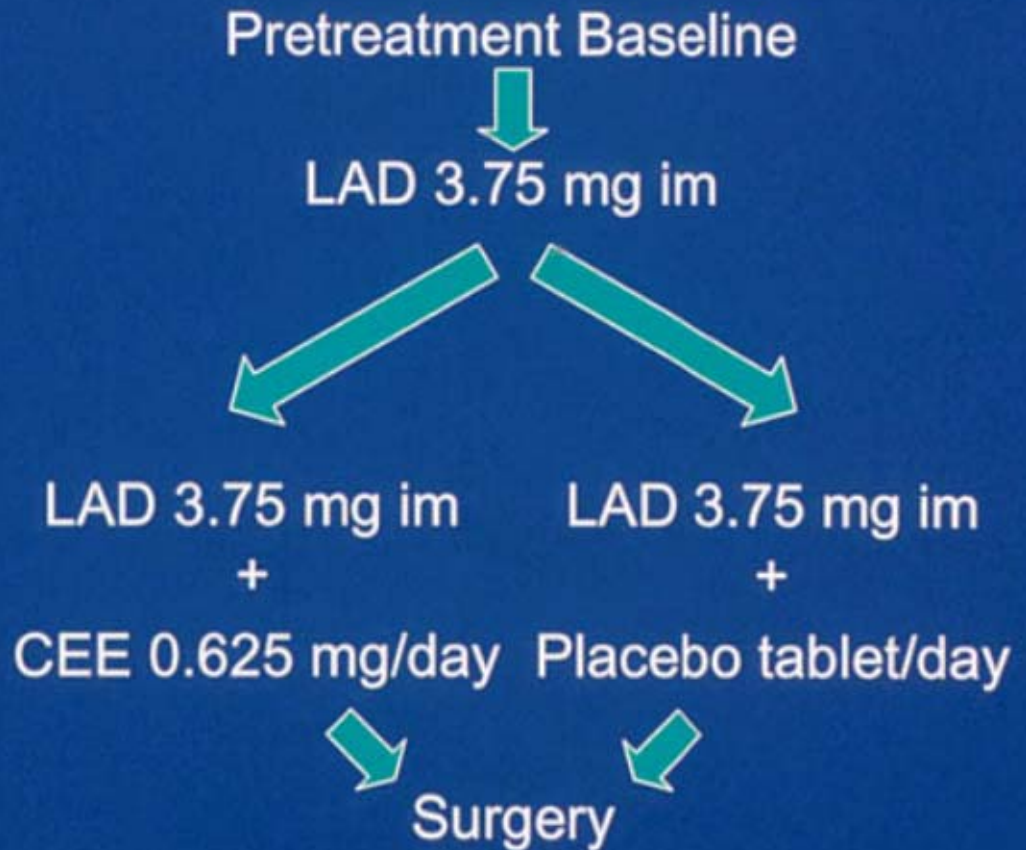 Pretreatment Baseline
LAD 3.75 mg im
LAD 3.75 mg im
+
CEE 0.625 mg/day
LAD 3.75 mg im
+
Placebo tablet/day
Surgery